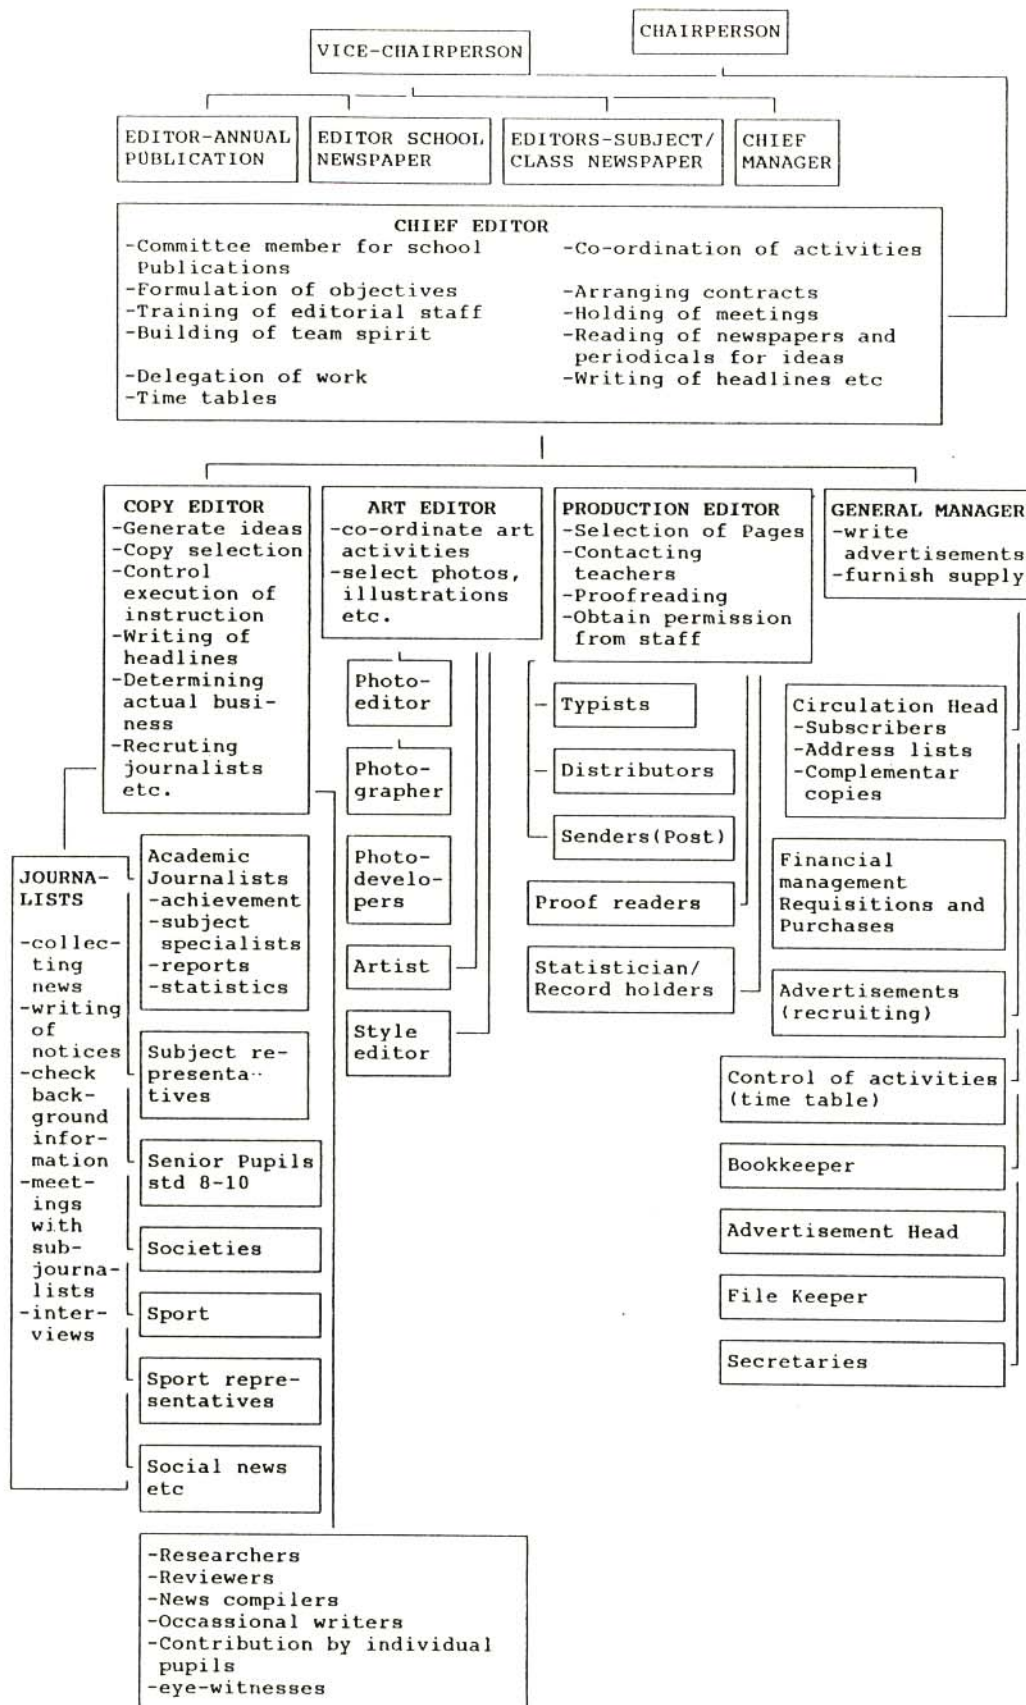 CHAIRPERSON
VICE-CHAIRPERSON
EDITOR-ANNUAL
PUBLICATION
EDITOR SCHOOL
NEWSPAPER
EDITORS-SUBJECT/
CLASS NEWSPAPER
CHIEF
MANAGER
CHIEF EDITOR
-Committee member for school
Publications
-Formulation of objectives
-Training of editorial staff
-Building of team spirit
-Delegation of work
-Time tables
-Co-ordination of activities
-Arranging contracts
-Holding of meetings
-Reading of newspapers and
periodicals for ideas
-Writing of headlines etc
COPY EDITOR
-Generate ideas
-Copy selection
-Control
execution of
instruction
-Writing of
headlines
-Determining
actual busi-
ness
-Recruting
journalists
etc.
ART EDITOR
-co-ordinate art
activities
-select photos,
illustrations
etc.
PRODUCTION EDITOR
-Selection of Pages
-Contacting
teachers
-Proofreading
-Obtain permission
from staff
GENERAL MANAGER
-write
advertisements
-furnish supply
Photo-
editor
Photo-
grapher
Photo-
develo-
pers
Artist
Style
editor
Typists
Distributors
Senders(Post)
Proof readers
Statistician/
Record holders
Circulation Head
-Subscribers
-Address lists
-Complementar
copies
Financial
management
Requisitions and
Purchases
Advertisements
(recruiting)
Control of activities
(time table)
Bookkeeper
Advertisement Head
File Keeper
Secretaries
JOURNA-
LISTS
-collec-
ting
news
-writing
of
notices
-check
back-
ground
infor-
mation
-meet-
ings
with
sub-
journa-
lists
-inter-
views
Academic
Journalists
-achievement
-subject
specialists
-reports
-statistics
Subject re-
presenta-
tives
Senior Pupils
std 8-10
Societies
Sport
Sport repre-
sentatives
Social news
etc
-Researchers
-Reviewers
-News compilers
-Occassional writers
-Contribution by individual
pupils
-eye-witnesses